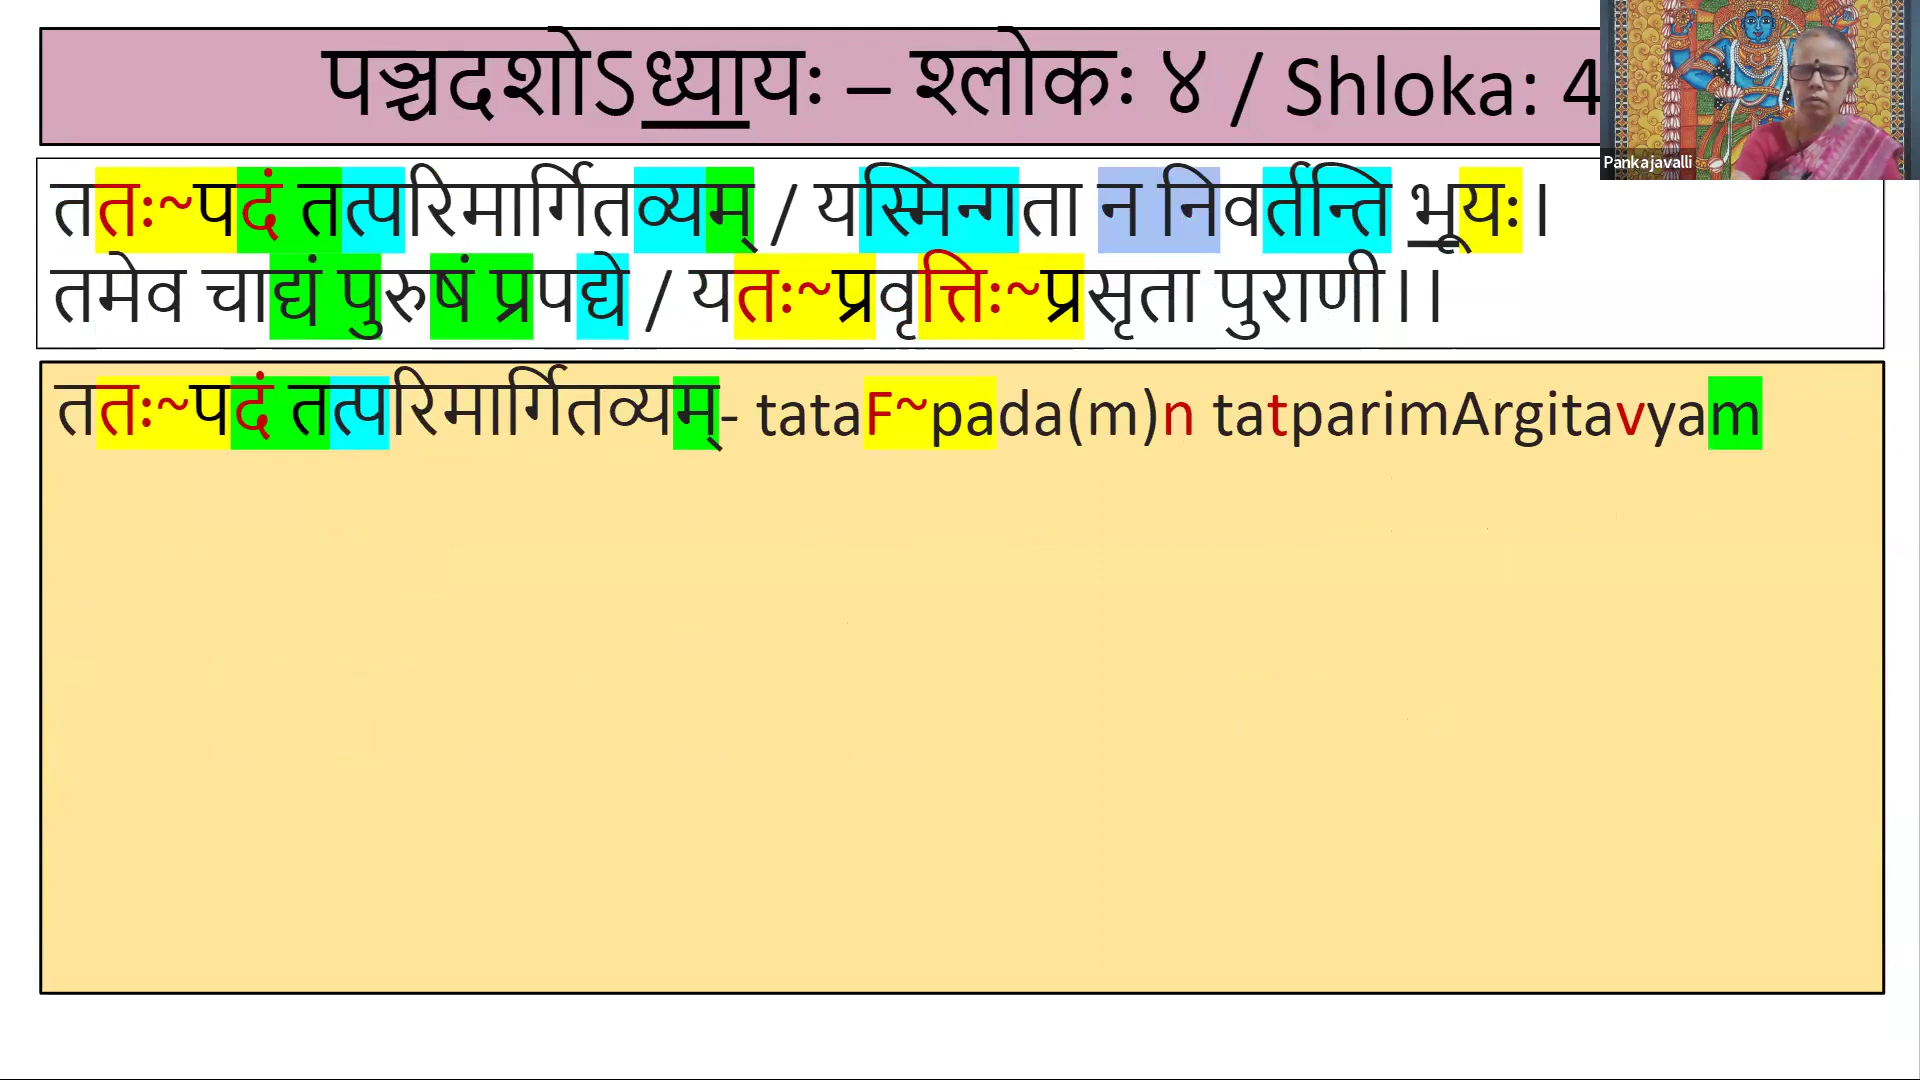 पञ्चदशोऽध्यायः – श्लोकः ४ / Shloka: 4
Pankajavalli
ततः~पदं तत्परिमार्गितव्यम् / यस्मिन्गता न निवर्तन्ति भूयः।
तमेव चाद्यं पुरुषं प्रपद्ये / यतः~प्रवृत्तिः~प्रसृता पुराणी।।
ततः~पदं तत्परिमार्गितव्यम्- tataF~pada(m)n tatparimArgitavyam